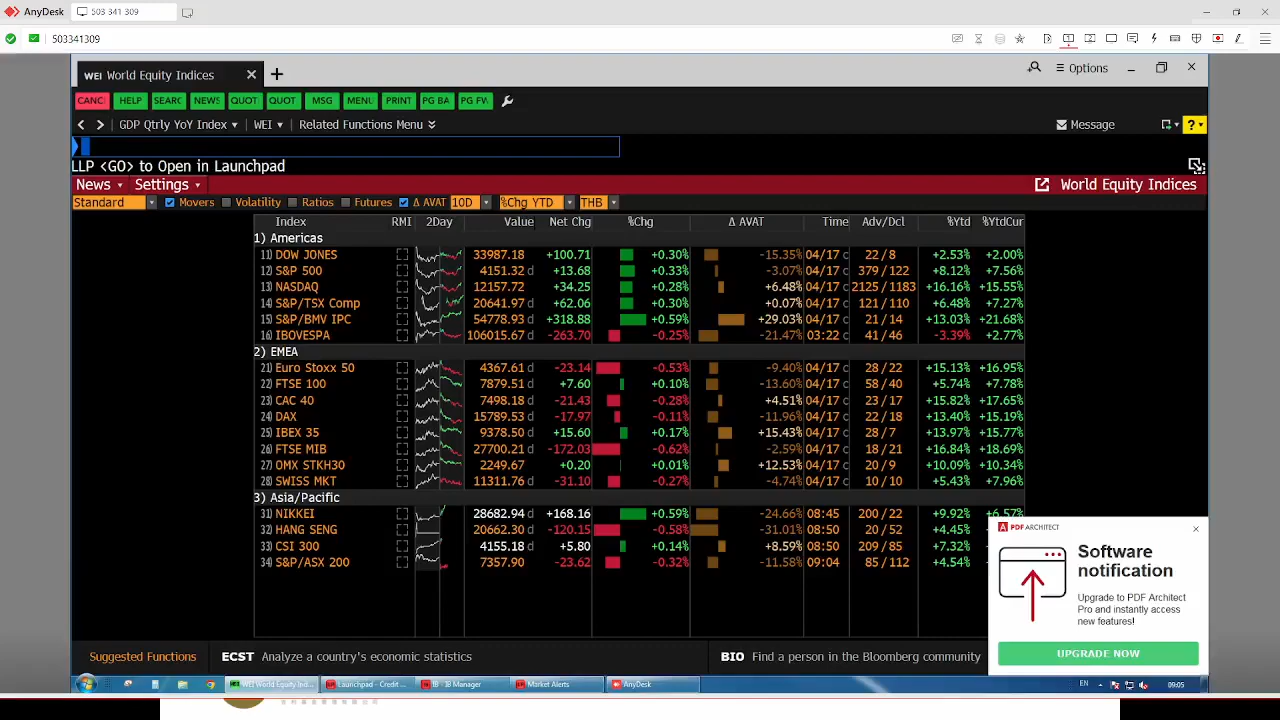 AnyDesk 503 341 309
503341309
WEI World Equity Indices
Options
CANC HELP SEARC NEWS QUOT QUOT MSG MENU PRINT PG BA PG FW
GDP Qtrly YoY Index WEI Related Functions Menu Message ?
LLP <GO> to Open in Launchpad
News Settings World Equity Indices
Standard Movers Volatility Ratios Futures Δ AVAT 10D %Chg YTD THB
Index RMI 2Day Value Net Chg %Chg Δ AVAT Time Adv/Dcl %Ytd %YtdCur
1) Americas
11) DOW JONES 33987.18 +100.71 +0.30% -15.35% 04/17 c 22 / 8 +2.53% +2.00%
12) S&P 500 4151.32 d +13.68 +0.33% -3.07% 04/17 c 379 / 122 +8.12% +7.56%
13) NASDAQ 12157.72 +34.25 +0.28% +6.48% 04/17 c 2125 / 1183 +16.16% +15.55%
14) S&P/TSX Comp 20641.97 d +62.06 +0.30% +0.07% 04/17 c 121 / 110 +6.48% +7.27%
15) S&P/BMV IPC 54778.93 d +318.88 +0.59% +29.03% 04/17 c 21 / 14 +13.03% +21.68%
16) IBOVESPA 106015.67 d -263.70 -0.25% -21.47% 03:22 c 41 / 46 -3.39% +2.77%
2) EMEA
21) Euro Stoxx 50 4367.61 d -23.14 -0.53% -9.40% 04/17 c 28 / 22 +15.13% +16.95%
22) FTSE 100 7879.51 d +7.60 +0.10% -13.60% 04/17 c 58 / 40 +5.74% +7.78%
23) CAC 40 7498.18 d -21.43 -0.28% +4.51% 04/17 c 23 / 17 +15.82% +17.65%
24) DAX 15789.53 d -17.97 -0.11% -11.96% 04/17 c 22 / 18 +13.40% +15.19%
25) IBEX 35 9378.50 d +15.60 +0.17% +15.43% 04/17 c 28 / 7 +13.97% +15.77%
26) FTSE MIB 27700.21 d -172.03 -0.62% -2.59% 04/17 c 18 / 21 +16.84% +18.69%
27) OMX STKH30 2249.67 +0.20 +0.01% +12.53% 04/17 c 20 / 9 +10.09% +10.34%
28) SWISS MKT 11311.76 d -31.10 -0.27% -4.74% 04/17 c 10 / 10 +5.43% +7.96%
3) Asia/Pacific
31) NIKKEI 28682.94 d +168.16 +0.59% -24.66% 08:45 200 / 22 +9.92% +6.57%
32) HANG SENG 20662.30 d -120.15 -0.58% -31.01% 08:50 20 / 52 +4.45%
33) CSI 300 4155.18 d +5.80 +0.14% +8.59% 08:50 209 / 85 +7.32%
34) S&P/ASX 200 7357.90 -23.62 -0.32% -11.58% 09:04 85 / 112 +4.54%
PDF ARCHITECT
Software
notification
Upgrade to PDF Architect
Pro and instantly access
new features!
UPGRADE NOW
Suggested Functions ECST Analyze a country's economic statistics BIO Find a person in the Bloomberg community
WEI World Equity Ind... Launchpad - Credit ... IB - IB Manager Market Alerts AnyDesk EN 09:05